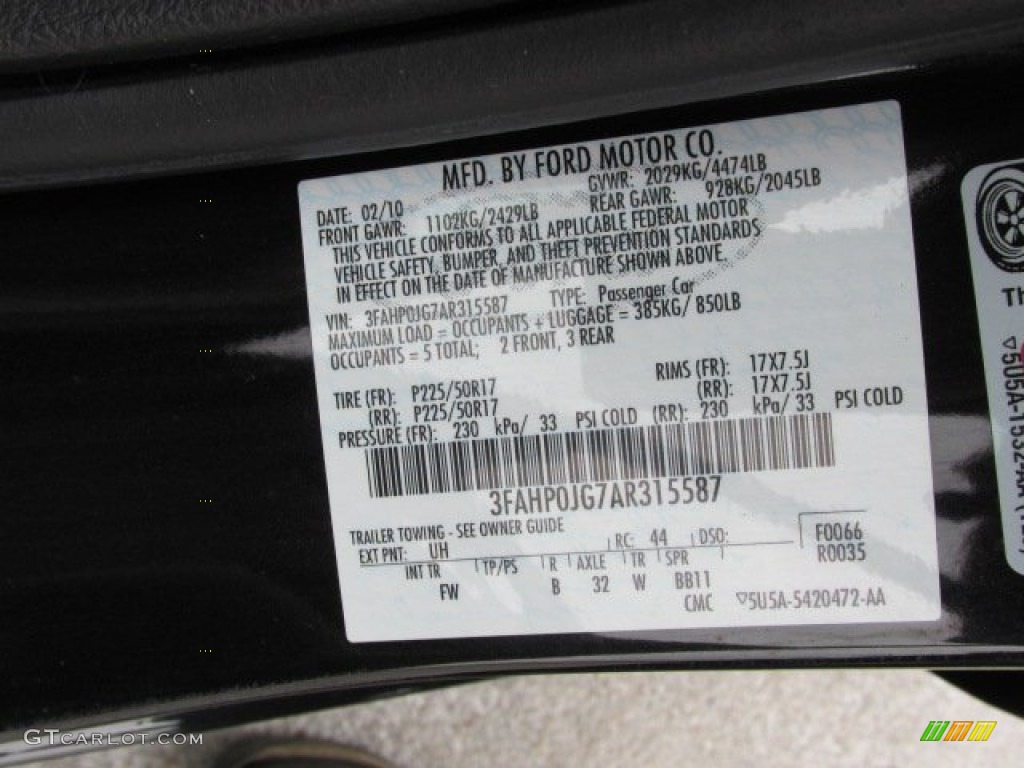 MFD. BY FORD MOTOR CO.
DATE: 02/10 GVWR: 2029KG/4474LB
FRONT GAWR: 1102KG/2429LB REAR GAWR: 928KG/2045LB
THIS VEHICLE CONFORMS TO ALL APPLICABLE FEDERAL MOTOR
VEHICLE SAFETY, BUMPER, AND THEFT PREVENTION STANDARDS
IN EFFECT ON THE DATE OF MANUFACTURE SHOWN ABOVE.
VIN: 3FAHP0JG7AR315587 TYPE: Passenger Car
MAXIMUM LOAD = OCCUPANTS + LUGGAGE = 385KG/ 850LB
OCCUPANTS = 5 TOTAL; 2 FRONT, 3 REAR
TIRE (FR): P225/50R17 RIMS (FR): 17X7.5J
(RR): P225/50R17 (RR): 17X7.5J
PRESSURE (FR): 230 kPa/ 33 PSI COLD (RR): 230 kPa/ 33 PSI COLD
3FAHP0JG7AR315587
TRAILER TOWING - SEE OWNER GUIDE
EXT PNT: UH RC: 44 DSO: F0066
R0035
INT TR TP/PS R AXLE TR SPR
FW B 32 W BB11
CMC 5U5A-5420472-AA
GTCARLOT.COM